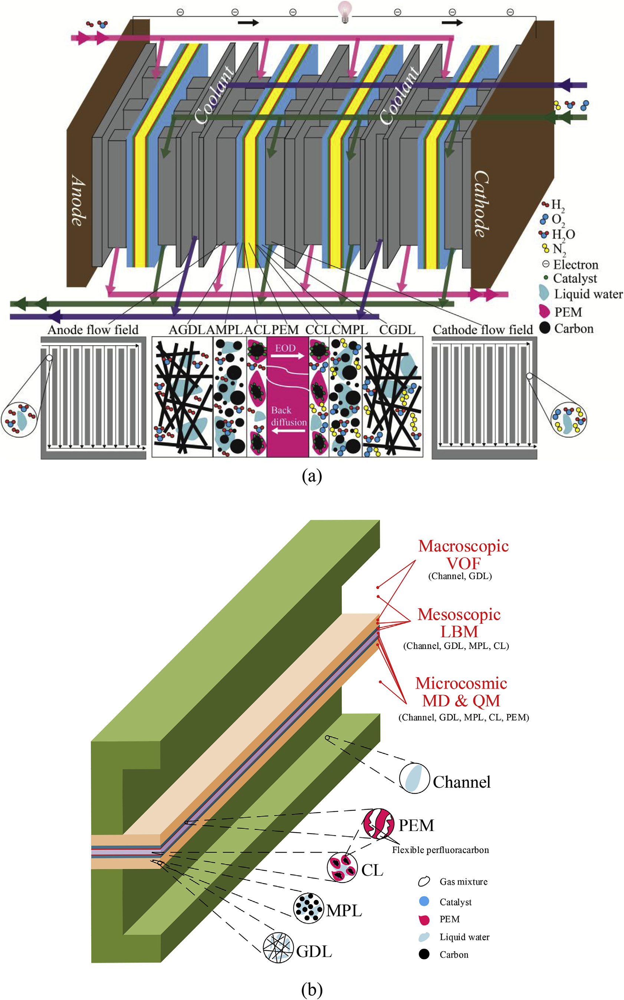 Coolant
Coolant
Anode
Cathode
H2
O2
H2O
N2
Electron
Catalyst
Liquid water
PEM
Carbon
Anode flow field
AGDL AMPL ACL PEM CCL CMPL CGDL
Cathode flow field
EOD
Back
diffusion
(a)
Macroscopic
VOF
(Channel, GDL)
Mesoscopic
LBM
(Channel, GDL, MPL, CL)
Microcosmic
MD & QM
(Channel, GDL, MPL, CL, PEM)
Channel
PEM
Flexible perfluoracarbon
CL
MPL
GDL
Gas mixture
Catalyst
PEM
Liquid water
Carbon
(b)